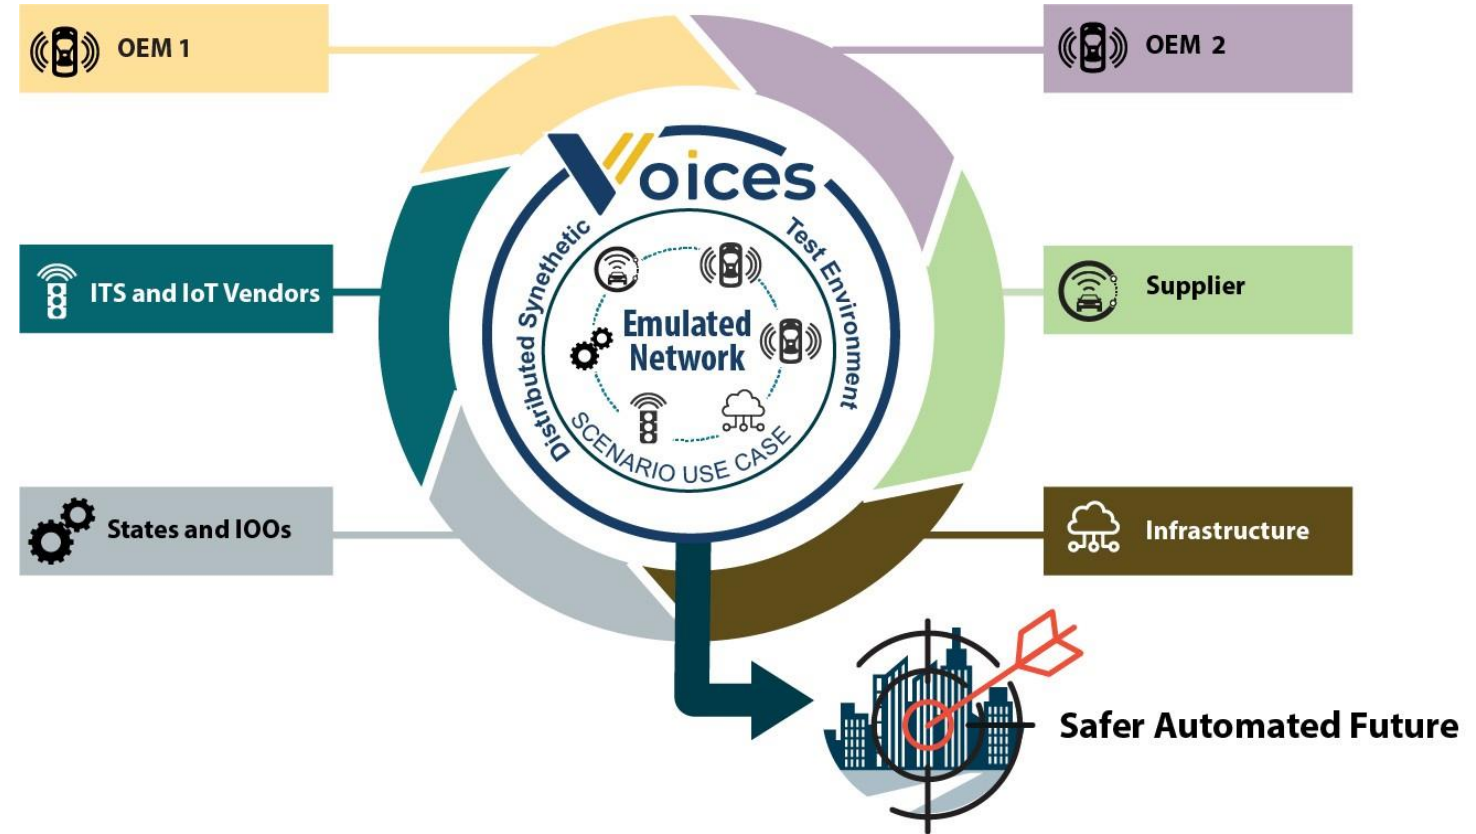 OEM 1
OEM 2
Voices
Distributed Synethetic
Test Environment
ITS and IoT Vendors
Emulated
Network
Supplier
SCENARIO USE CASE
States and IOOs
Infrastructure
Safer Automated Future